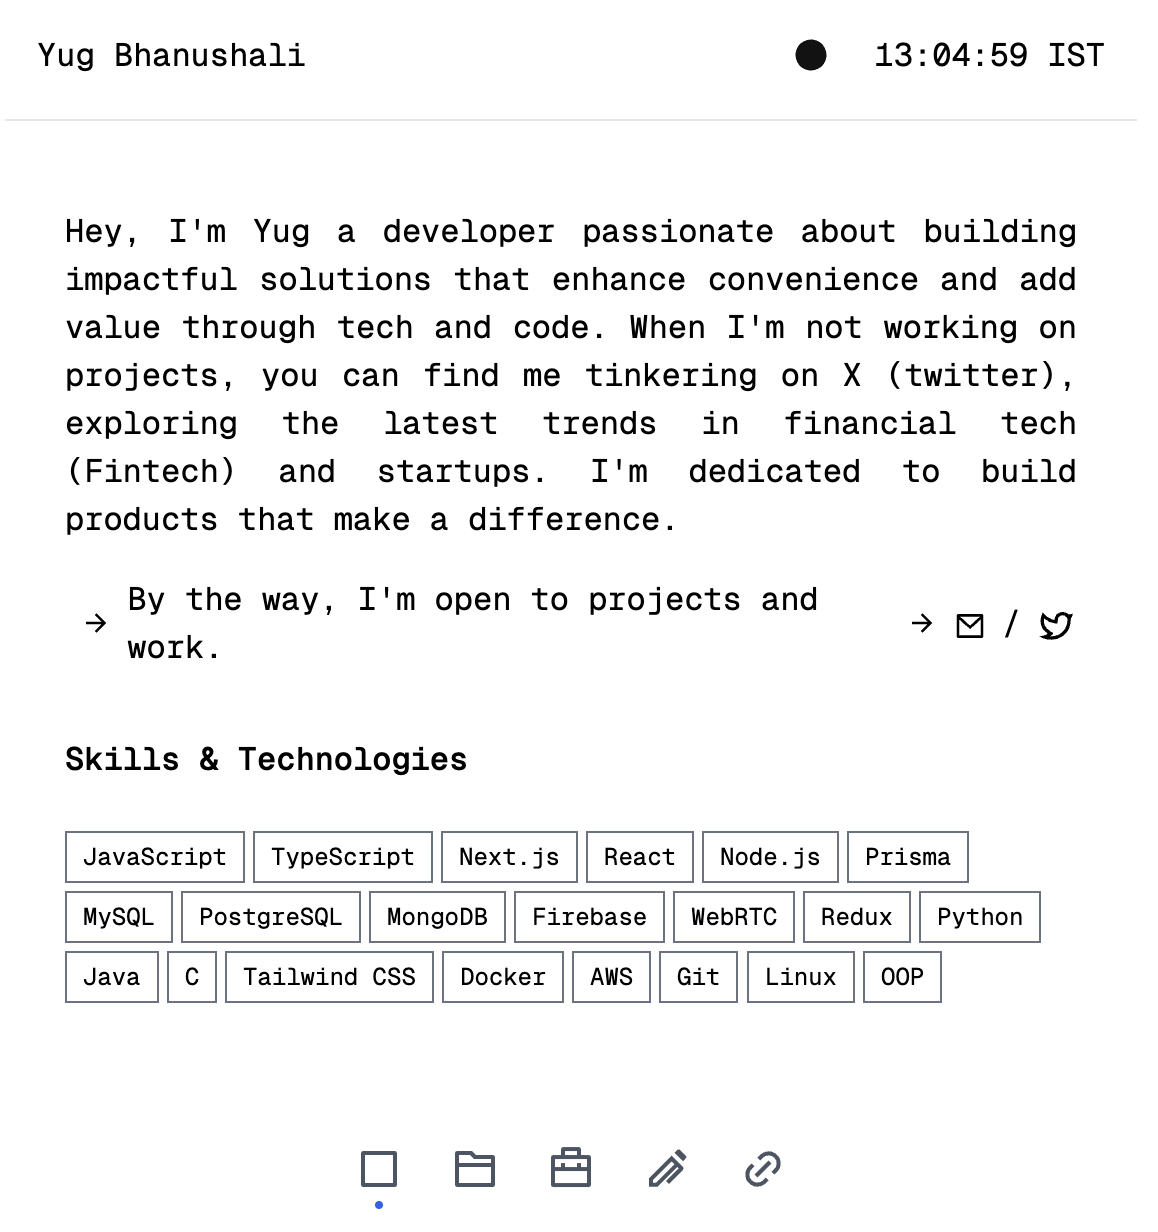 Yug Bhanushali
13:04:59 IST
Hey, I'm Yug a developer passionate about building
impactful solutions that enhance convenience and add
value through tech and code. When I'm not working on
projects, you can find me tinkering on X (twitter),
exploring the latest trends in financial tech
(Fintech) and startups. I'm dedicated to build
products that make a difference.
→ By the way, I'm open to projects and
work.
→ /
Skills & Technologies
JavaScript TypeScript Next.js React Node.js Prisma
MySQL PostgreSQL MongoDB Firebase WebRTC Redux Python
Java C Tailwind CSS Docker AWS Git Linux OOP